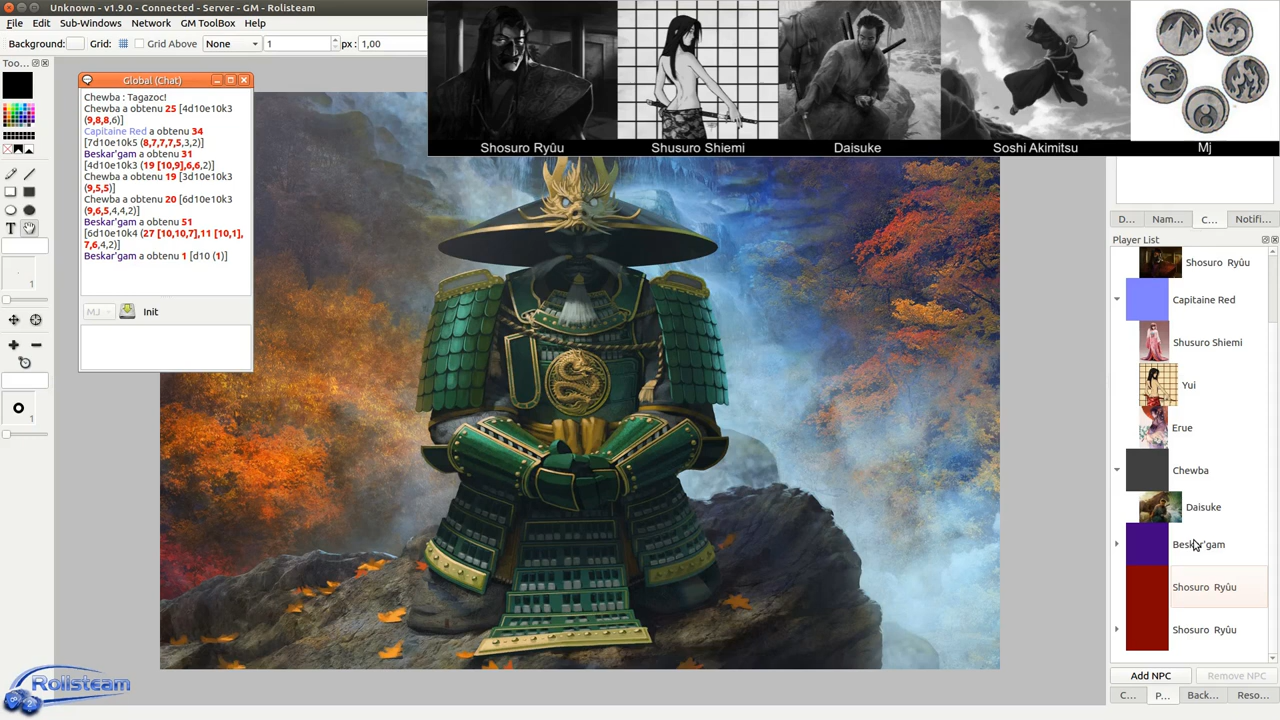 Unknown - v1.9.0 - Connected - Server - GM - Rolisteam
File Edit Sub-Windows Network GM ToolBox Help
Background: Grid: Grid Above None 1 px : 1,00
Shosuro Ryûu Shusuro Shiemi Daisuke Soshi Akimitsu Mj
Too...
Global (Chat)
Chewba : Tagazoc!
Chewba a obtenu 25 [4d10e10k3
(9,8,8,6)]
Capitaine Red a obtenu 34
[7d10e10k5 (8,7,7,7,5,3,2)]
Beskar'gam a obtenu 31
[4d10e10k3 (19 [10,9],6,6,2)]
Chewba a obtenu 19 [3d10e10k3
(9,5,5)]
Chewba a obtenu 20 [6d10e10k3
(9,6,5,4,4,2)]
Beskar'gam a obtenu 51
[6d10e10k4 (27 [10,10,7],11 [10,1],
7,6,4,2)]
Beskar'gam a obtenu 1 [d10 (1)]
MJ Init
T
1
1
D... Nam... C... Notifi...
Player List
Shosuro Ryûu
Capitaine Red
Shusuro Shiemi
Yui
Erue
Chewba
Daisuke
Beskar'gam
Shosuro Ryûu
Shosuro Ryûu
Add NPC Remove NPC
C... P... Back... Reso...
Rolisteam